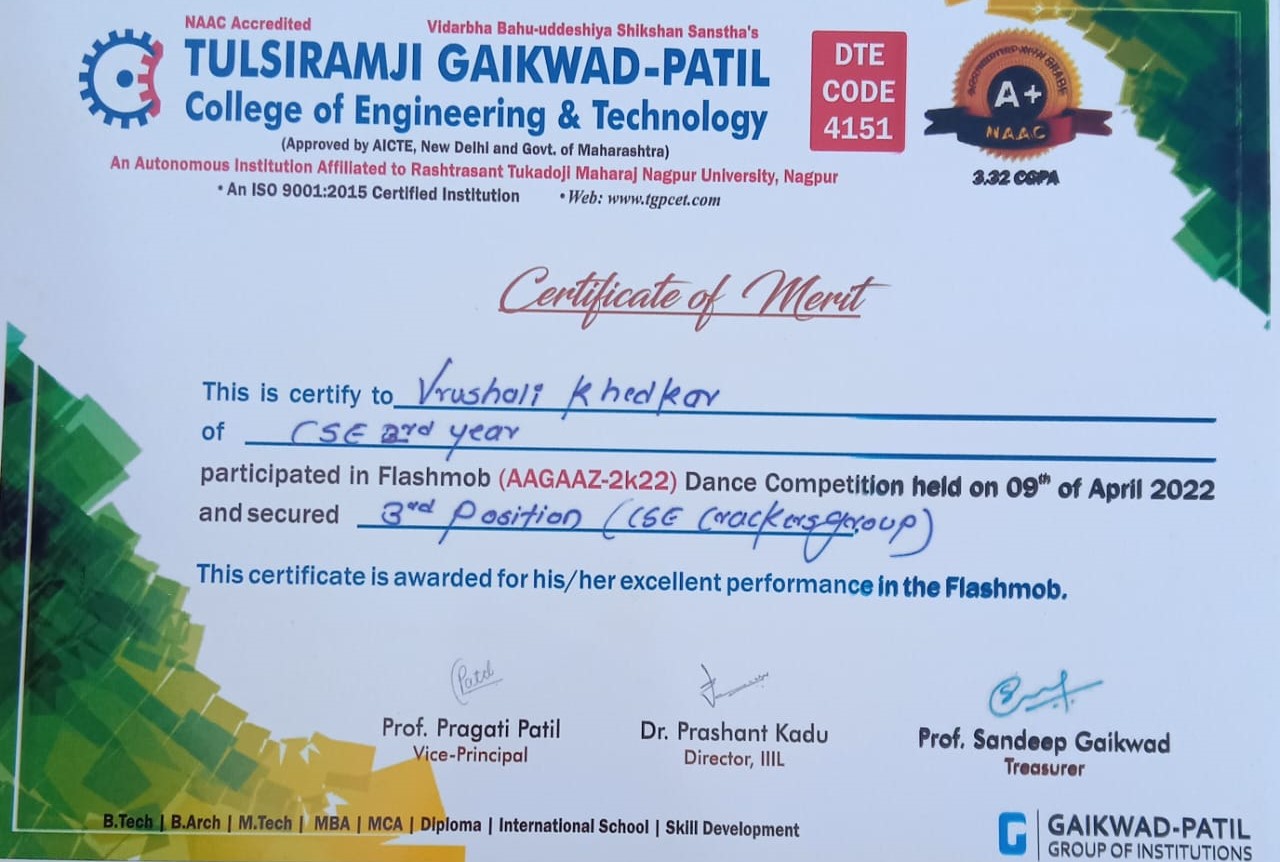 NAAC Accredited
Vidarbha Bahu-uddeshiya Shikshan Sanstha's
TULSIRAMJI GAIKWAD-PATIL
College of Engineering & Technology
(Approved by AICTE, New Delhi and Govt. of Maharashtra)
An Autonomous Institution Affiliated to Rashtrasant Tukadoji Maharaj Nagpur University, Nagpur
• An ISO 9001:2015 Certified Institution • Web: www.tgpcet.com
DTE
CODE
4151
A+
NAAC
3.32 CGPA
Certificate of Merit
This is certify to Vrushali Khedkar
of CSE 3rd year
participated in Flashmob (AAGAAZ-2k22) Dance Competition held on 09th of April 2022
and secured 3rd Position (CSE Crackers group)
This certificate is awarded for his/her excellent performance in the Flashmob.
Patil
Prof. Pragati Patil
Vice-Principal
Dr. Prashant Kadu
Director, IIIL
Prof. Sandeep Gaikwad
Treasurer
B.Tech | B.Arch | M.Tech | MBA | MCA | Diploma | International School | Skill Development
GAIKWAD-PATIL
GROUP OF INSTITUTIONS